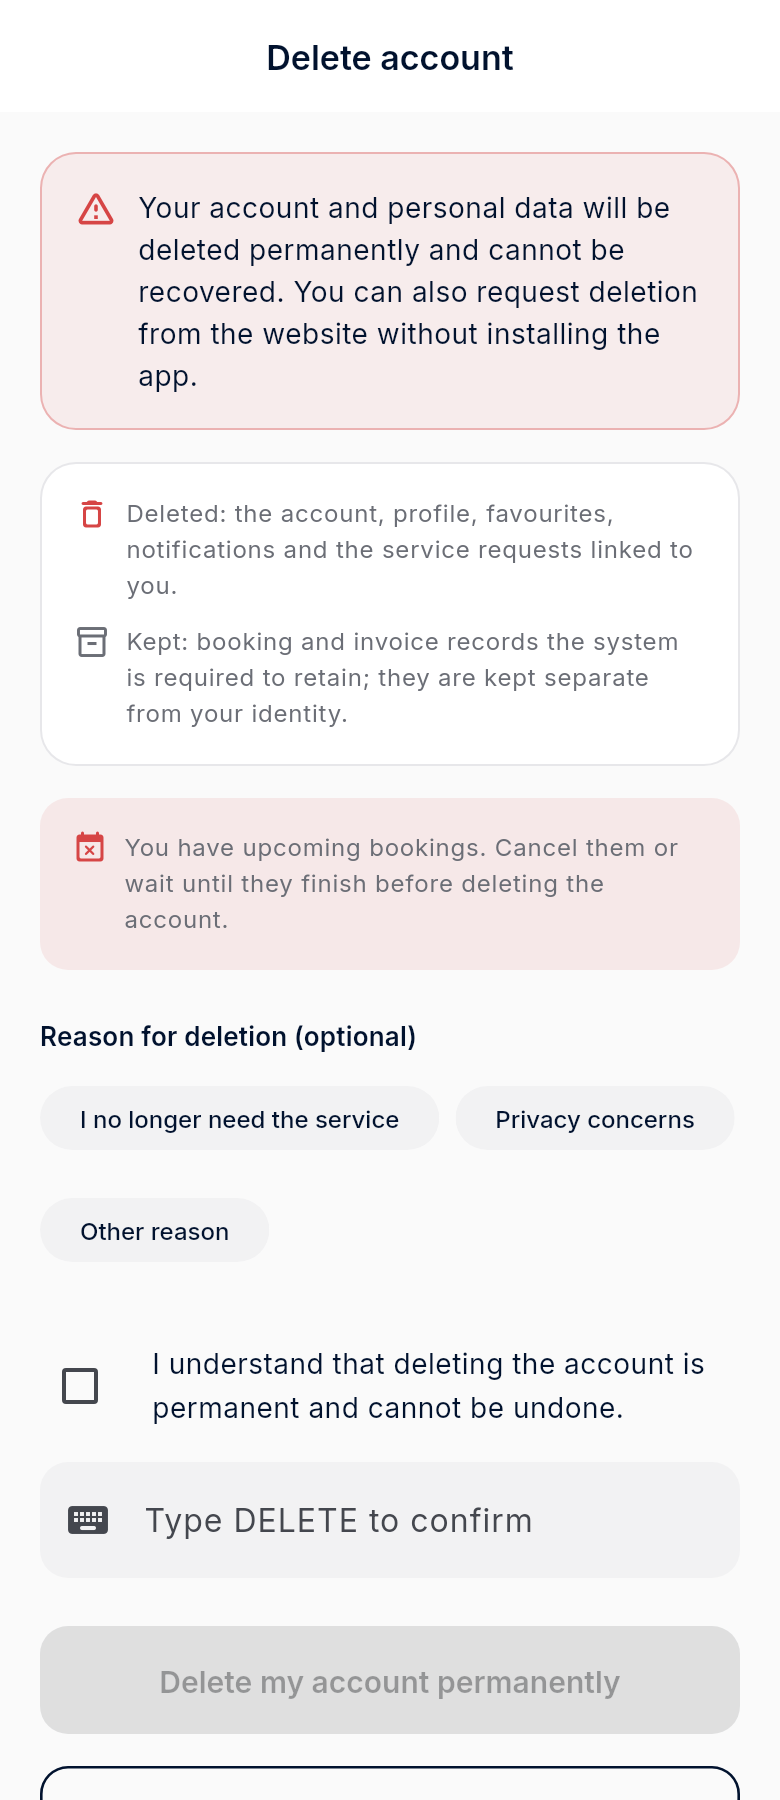 Delete account
Your account and personal data will be
deleted permanently and cannot be
recovered. You can also request deletion
from the website without installing the
app.
Deleted: the account, profile, favourites,
notifications and the service requests linked to
you.
Kept: booking and invoice records the system
is required to retain; they are kept separate
from your identity.
You have upcoming bookings. Cancel them or
wait until they finish before deleting the
account.
Reason for deletion (optional)
I no longer need the service
Privacy concerns
Other reason
I understand that deleting the account is
permanent and cannot be undone.
Type DELETE to confirm
Delete my account permanently